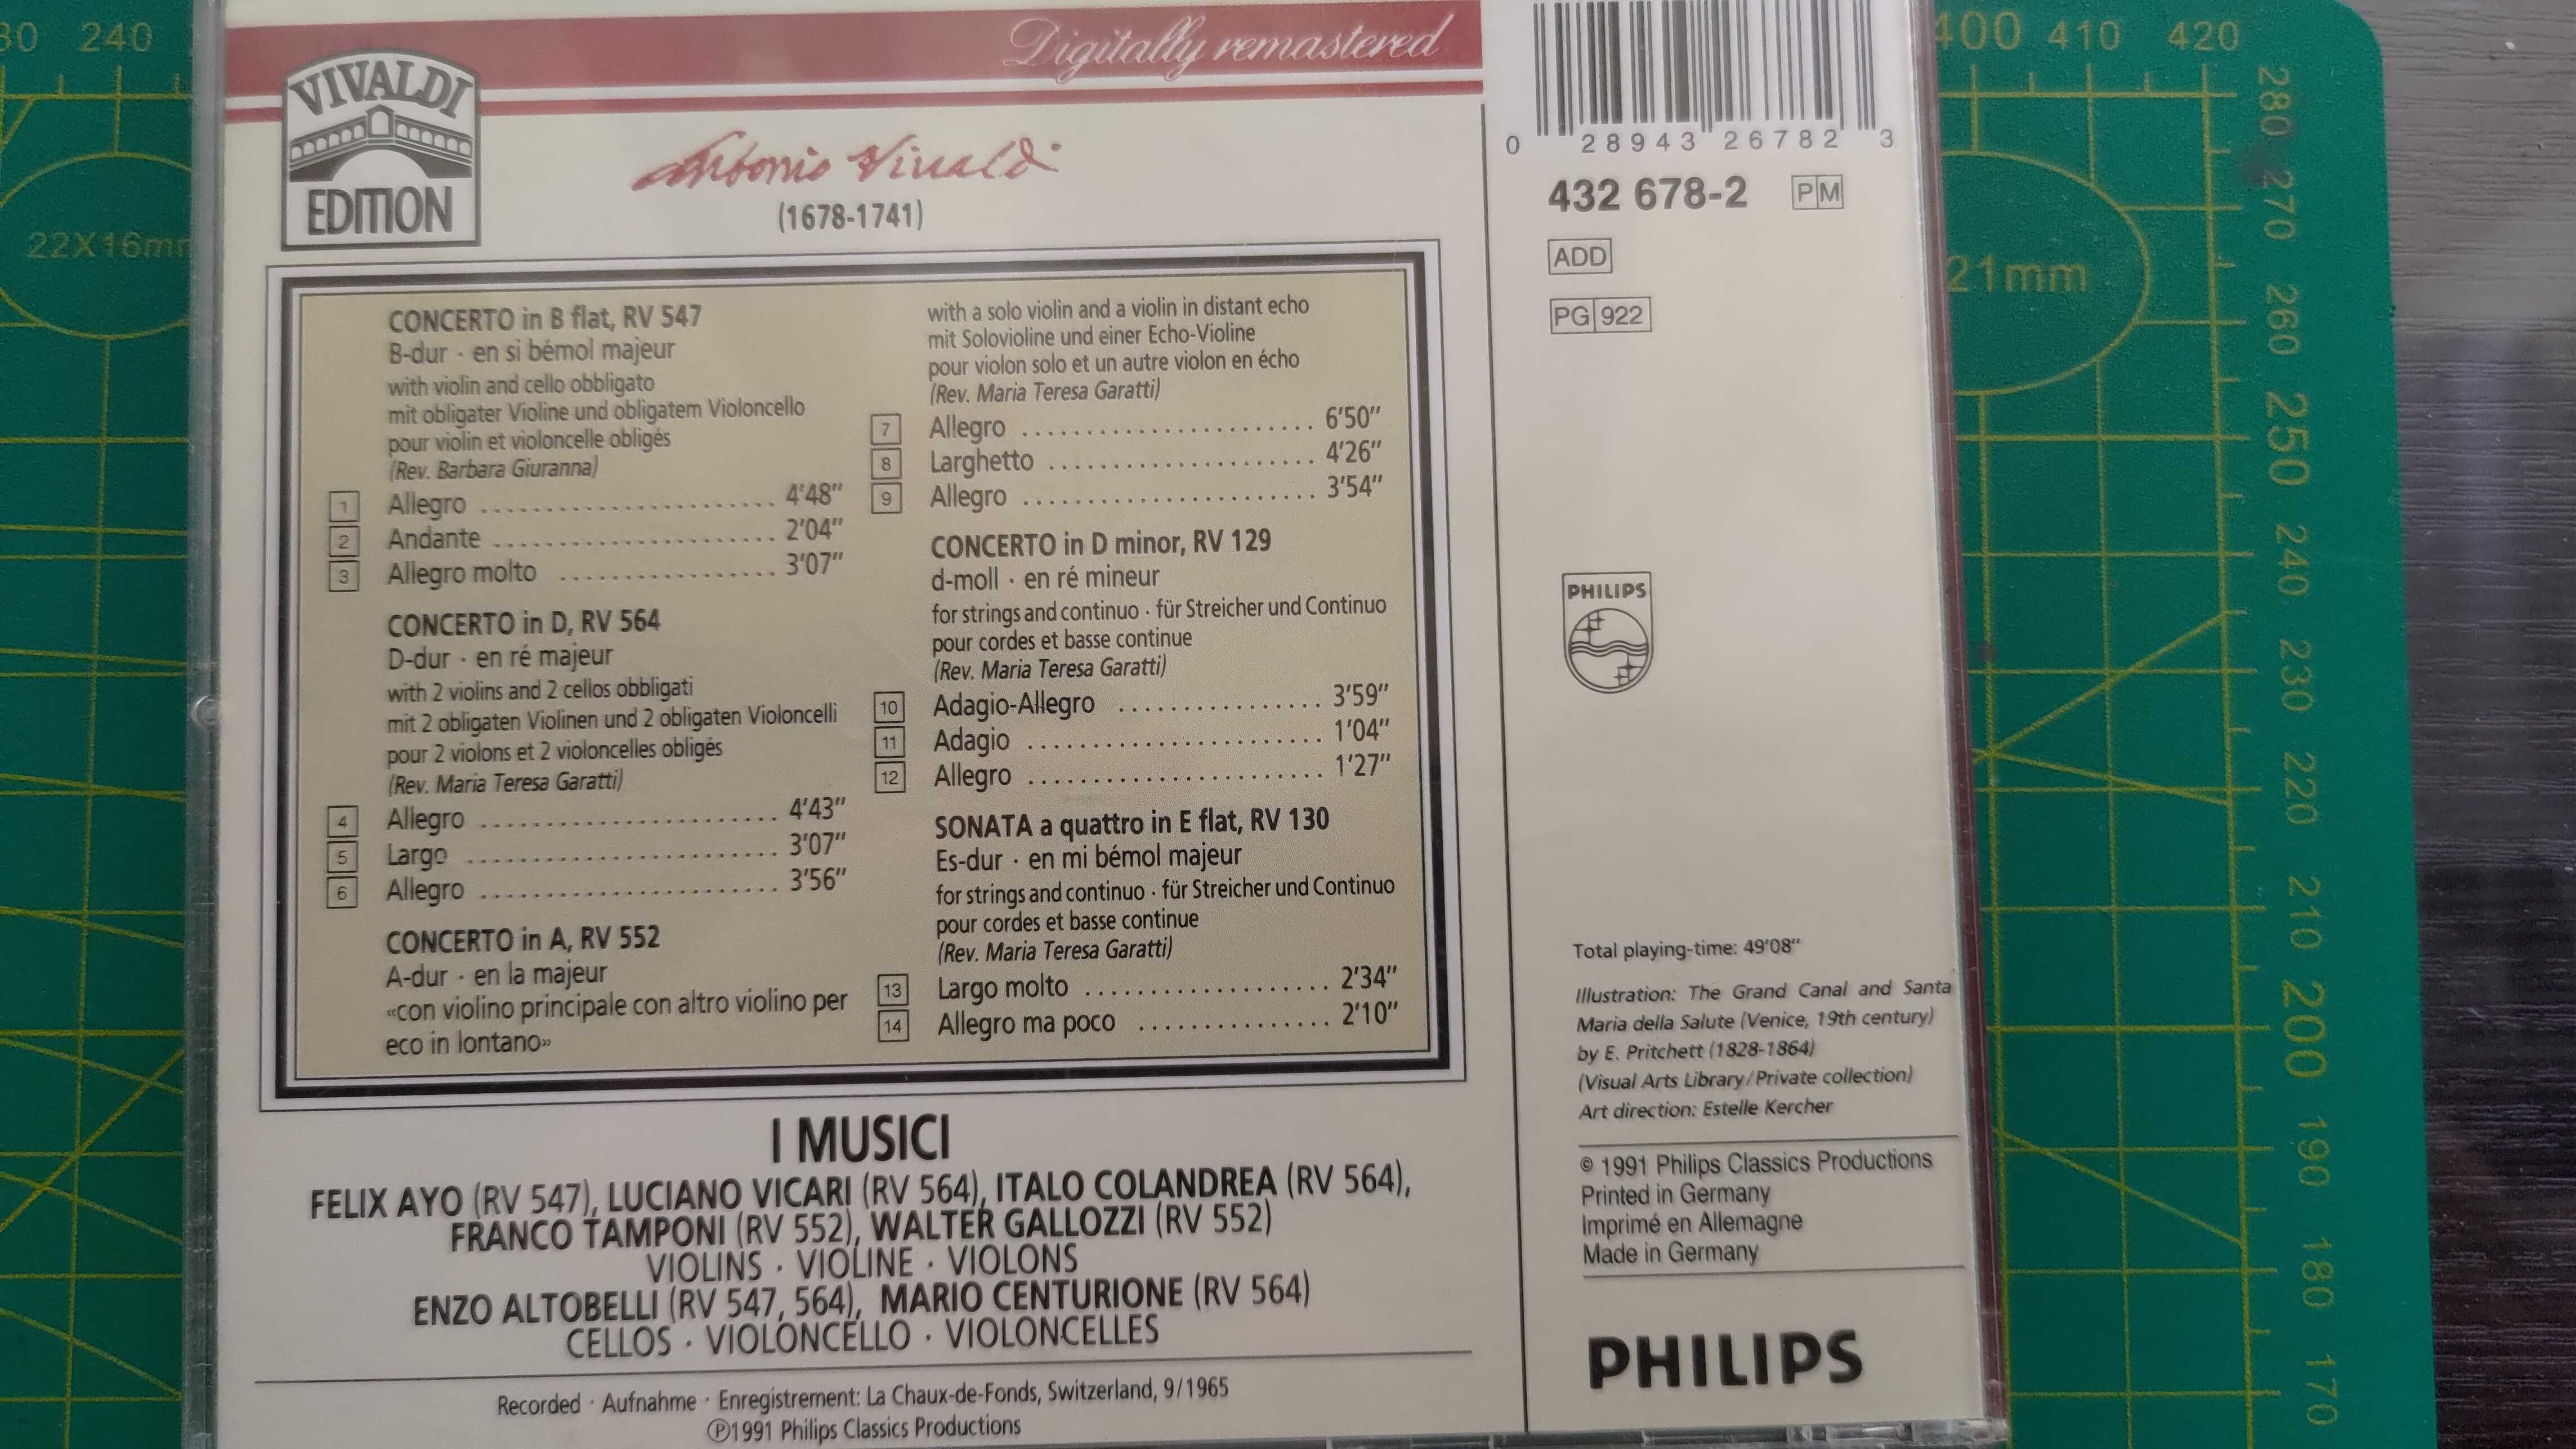 Digitally remastered
VIVALDI
EDITION
Antonio Vivaldi
(1678-1741)
CONCERTO in B flat, RV 547
B-dur · en si bémol majeur
with violin and cello obbligato
mit obligater Violine und obligatem Violoncello
pour violin et violoncelle obligés
(Rev. Barbara Giuranna)
1 Allegro ....................... 4'48"
2 Andante ...................... 2'04"
3 Allegro molto ................. 3'07"
CONCERTO in D, RV 564
D-dur · en ré majeur
with 2 violins and 2 cellos obbligati
mit 2 obligaten Violinen und 2 obligaten Violoncelli
pour 2 violons et 2 violoncelles obligés
(Rev. Maria Teresa Garatti)
4 Allegro ....................... 4'43"
5 Largo ........................ 3'07"
6 Allegro ....................... 3'56"
CONCERTO in A, RV 552
A-dur · en la majeur
«con violino principale con altro violino per
eco in lontano»
with a solo violin and a violin in distant echo
mit Solovioline und einer Echo-Violine
pour violon solo et un autre violon en écho
(Rev. Maria Teresa Garatti)
7 Allegro ....................... 6'50"
8 Larghetto ..................... 4'26"
9 Allegro ....................... 3'54"
CONCERTO in D minor, RV 129
d-moll · en ré mineur
for strings and continuo · für Streicher und Continuo
pour cordes et basse continue
(Rev. Maria Teresa Garatti)
10 Adagio-Allegro ................ 3'59"
11 Adagio ....................... 1'04"
12 Allegro ....................... 1'27"
SONATA a quattro in E flat, RV 130
Es-dur · en mi bémol majeur
for strings and continuo · für Streicher und Continuo
pour cordes et basse continue
(Rev. Maria Teresa Garatti)
13 Largo molto ................... 2'34"
14 Allegro ma poco ............... 2'10"
I MUSICI
FELIX AYO (RV 547), LUCIANO VICARI (RV 564), ITALO COLANDREA (RV 564),
FRANCO TAMPONI (RV 552), WALTER GALLOZZI (RV 552)
VIOLINS · VIOLINE · VIOLONS
ENZO ALTOBELLI (RV 547, 564), MARIO CENTURIONE (RV 564)
CELLOS · VIOLONCELLO · VIOLONCELLES
Recorded · Aufnahme · Enregistrement: La Chaux-de-Fonds, Switzerland, 9/1965
℗1991 Philips Classics Productions
0 28943 26782 3
432 678-2 PM
ADD
PG 922
PHILIPS
Total playing-time: 49'08"
Illustration: The Grand Canal and Santa
Maria della Salute (Venice, 19th century)
by E. Pritchett (1828-1864)
(Visual Arts Library/Private collection)
Art direction: Estelle Kercher
© 1991 Philips Classics Productions
Printed in Germany
Imprimé en Allemagne
Made in Germany
PHILIPS
240
22X16m
400 410 420
21mm
280 270 260 250 240 230 220 210 200 190 180 170